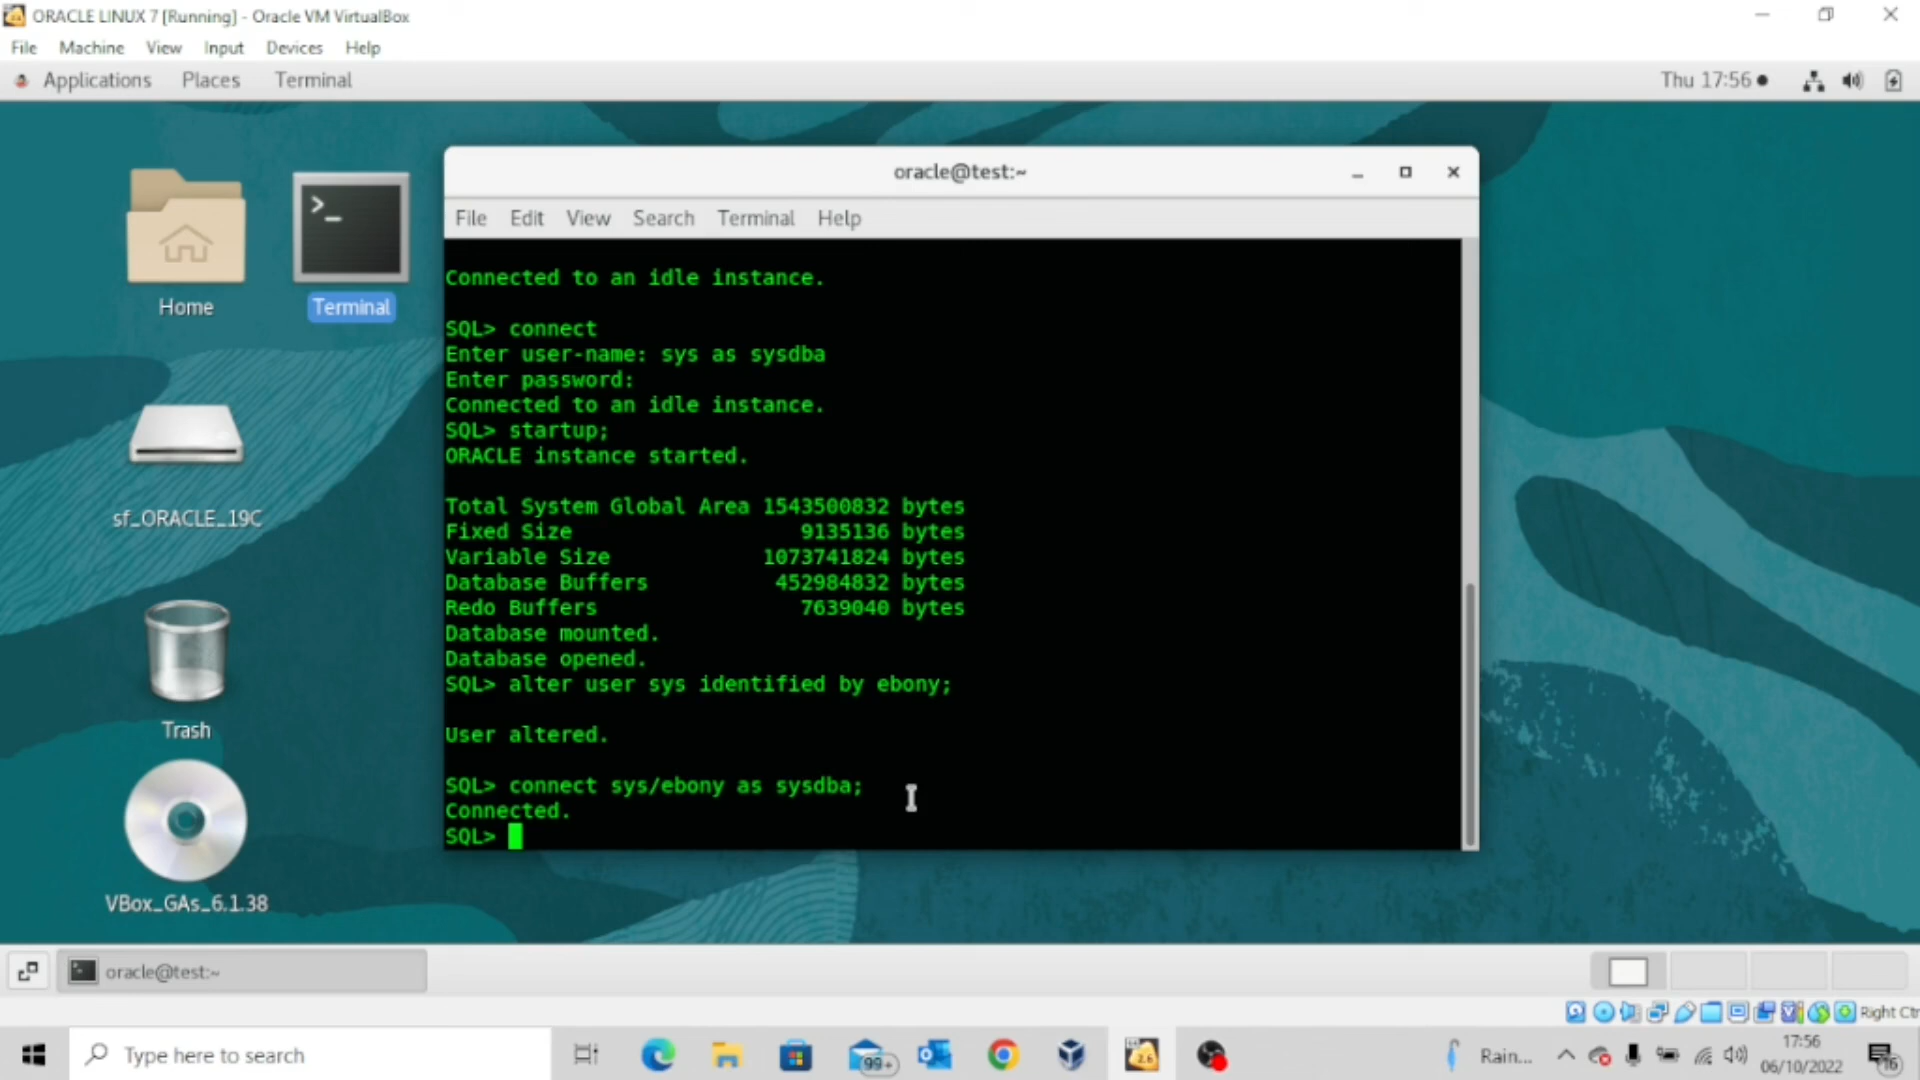 ORACLE LINUX 7 [Running] - Oracle VM VirtualBox
File Machine View Input Devices Help
Applications Places Terminal Thu 17:56
oracle@test:~
File Edit View Search Terminal Help
Connected to an idle instance.
SQL> connect
Enter user-name: sys as sysdba
Enter password:
Connected to an idle instance.
SQL> startup;
ORACLE instance started.
Total System Global Area 1543500832 bytes
Fixed Size 9135136 bytes
Variable Size 1073741824 bytes
Database Buffers 452984832 bytes
Redo Buffers 7639040 bytes
Database mounted.
Database opened.
SQL> alter user sys identified by ebony;
User altered.
SQL> connect sys/ebony as sysdba;
Connected.
SQL>
Home
Terminal
sf_ORACLE_19C
Trash
VBox_GAs_6.1.38
oracle@test:~
Right Ctr
Type here to search
99+
2.6
Rain...
17:56
06/10/2022
16